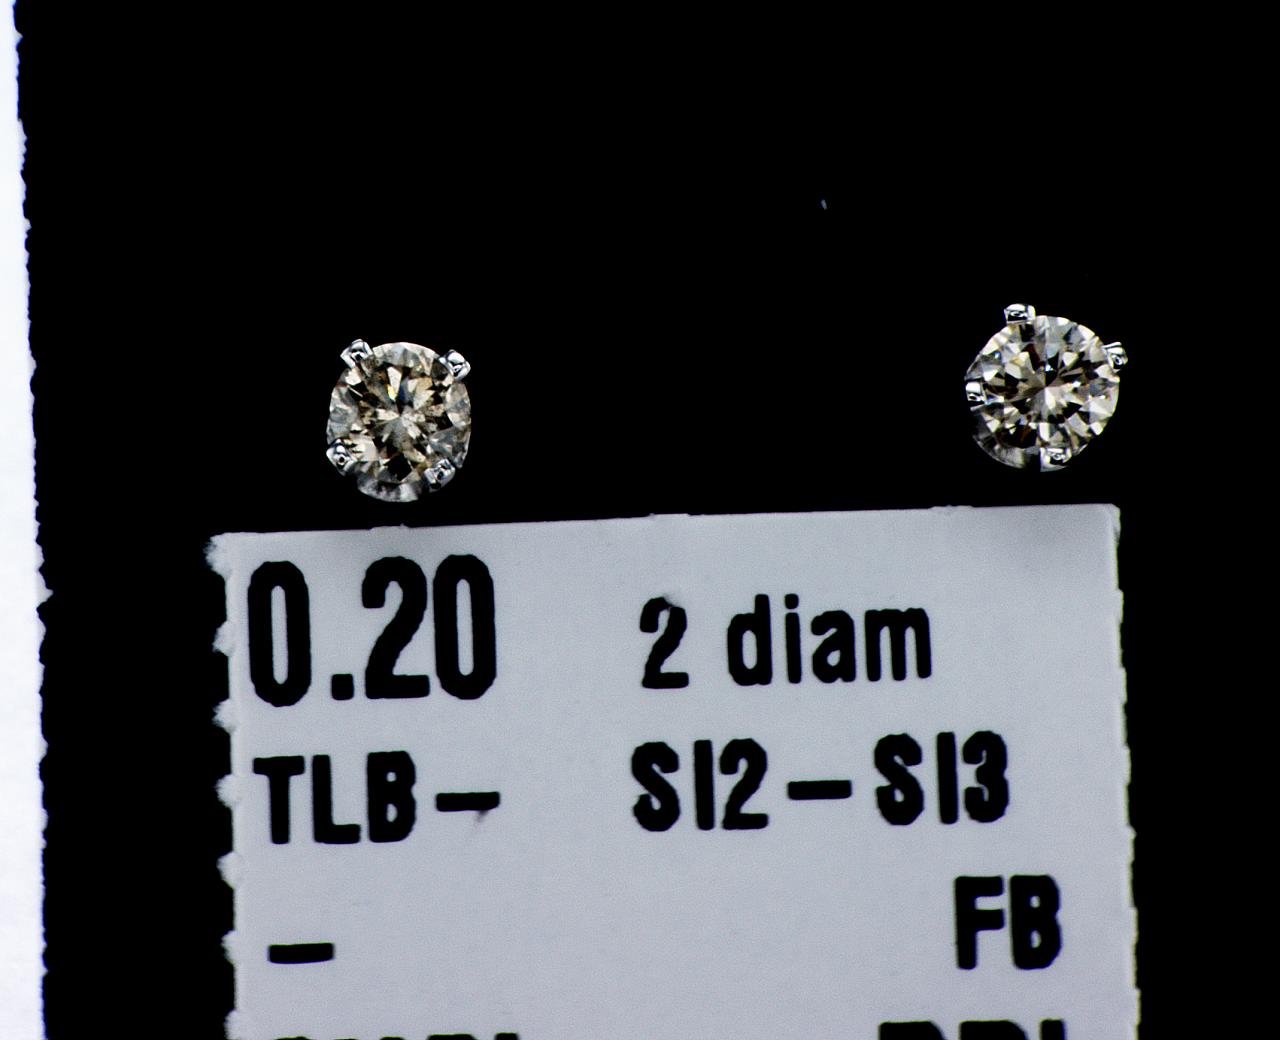 0.20 2 diam
TLB- SI2-SI3
- FB